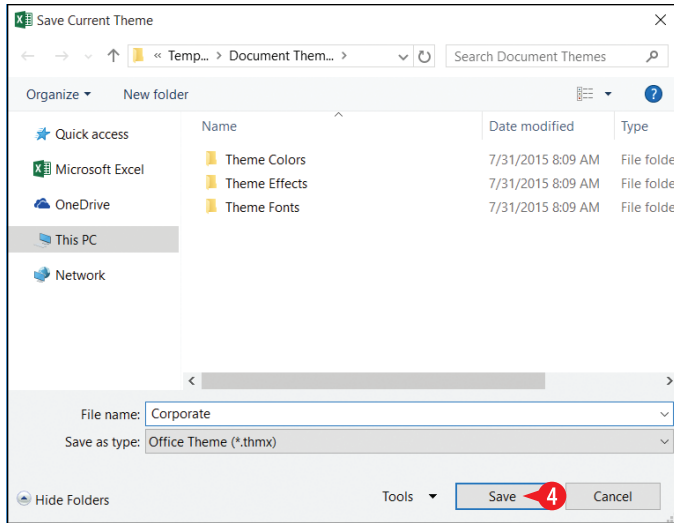 Save Current Theme
« Temp... > Document Them... > Search Document Themes
Organize New folder ?
Name Date modified Type
Quick access
Microsoft Excel
OneDrive
This PC
Network
Theme Colors 7/31/2015 8:09 AM File folde
Theme Effects 7/31/2015 8:09 AM File folde
Theme Fonts 7/31/2015 8:09 AM File folde
File name: Corporate
Save as type: Office Theme (*.thmx)
Hide Folders Tools Save 4 Cancel